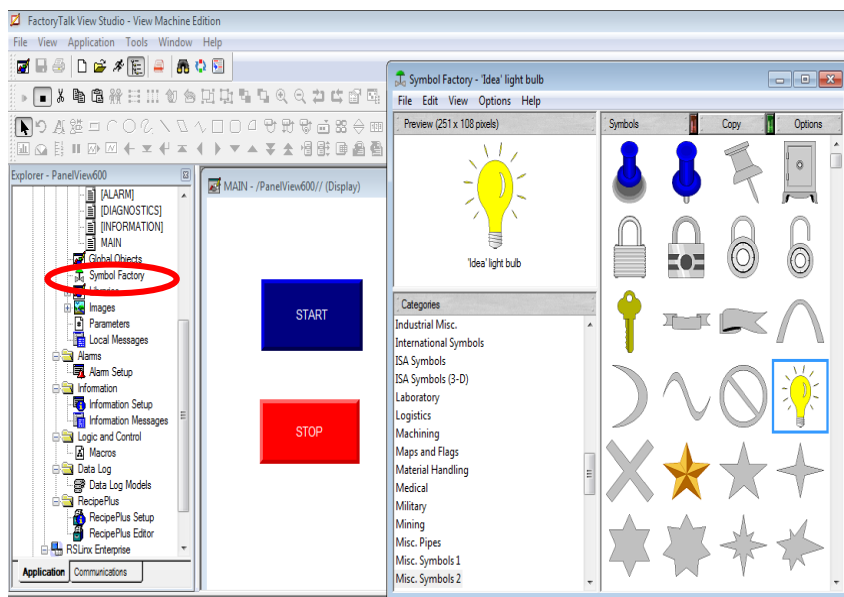 FactoryTalk View Studio - View Machine Edition
File View Application Tools Window Help
Explorer - PanelView600
[ALARM]
[DIAGNOSTICS]
[INFORMATION]
MAIN
Global Objects
Symbol Factory
Libraries
Images
Parameters
Local Messages
Alarms
Alarm Setup
Information
Information Setup
Information Messages
Logic and Control
Macros
Data Log
Data Log Models
RecipePlus
RecipePlus Setup
RecipePlus Editor
RSLinx Enterprise
Application Communications
MAIN - /PanelView600// (Display)
START
STOP
Symbol Factory - 'Idea' light bulb
File Edit View Options Help
Preview (251 x 108 pixels)
'Idea' light bulb
Categories
Industrial Misc.
International Symbols
ISA Symbols
ISA Symbols (3-D)
Laboratory
Logistics
Machining
Maps and Flags
Material Handling
Medical
Military
Mining
Misc. Pipes
Misc. Symbols 1
Misc. Symbols 2
Symbols Copy Options